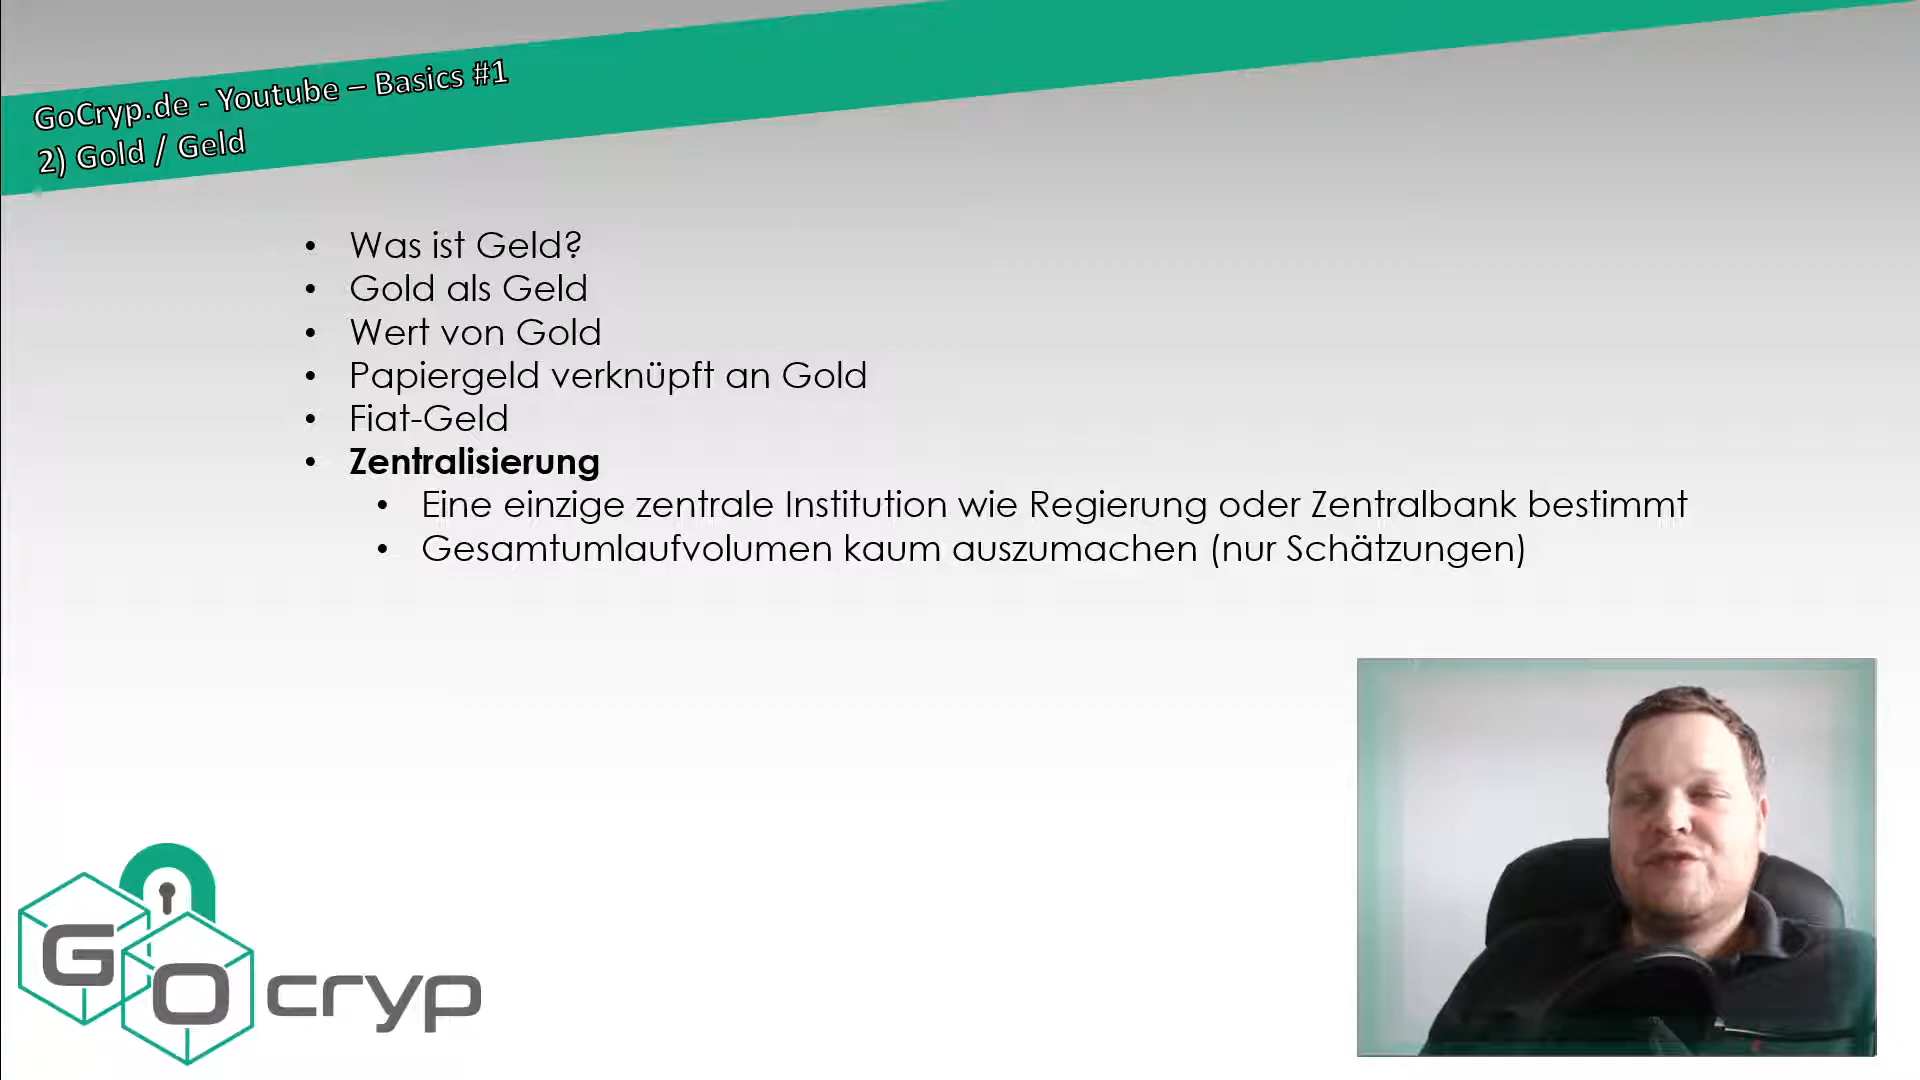 GoCryp.de - Youtube – Basics #1
2) Gold / Geld
• Was ist Geld?
• Gold als Geld
• Wert von Gold
• Papiergeld verknüpft an Gold
• Fiat-Geld
• Zentralisierung
• Eine einzige zentrale Institution wie Regierung oder Zentralbank bestimmt
• Gesamtumlaufvolumen kaum auszumachen (nur Schätzungen)
GO cryp